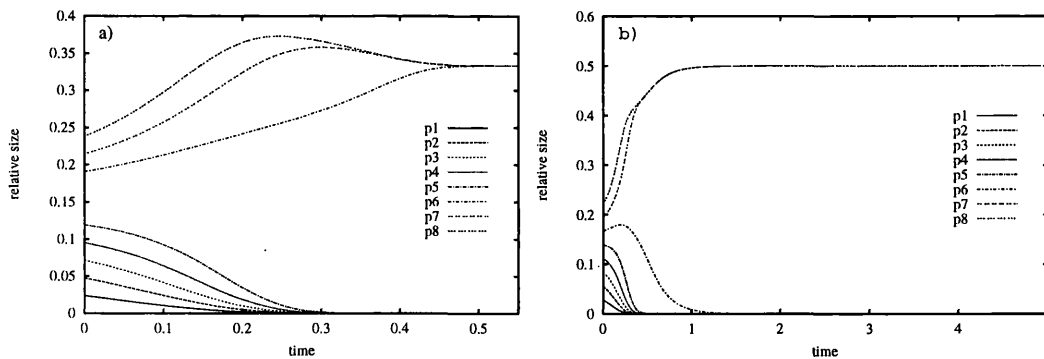 a)
relative size
0.4
0.35
0.3
0.25
0.2
0.15
0.1
0.05
0
p1
p2
p3
p4
p5
p6
p7
p8
0 0.1 0.2 0.3 0.4 0.5
time
b)
relative size
0.6
0.5
0.4
0.3
0.2
0.1
0
p1
p2
p3
p4
p5
p6
p7
p8
0 1 2 3 4
time